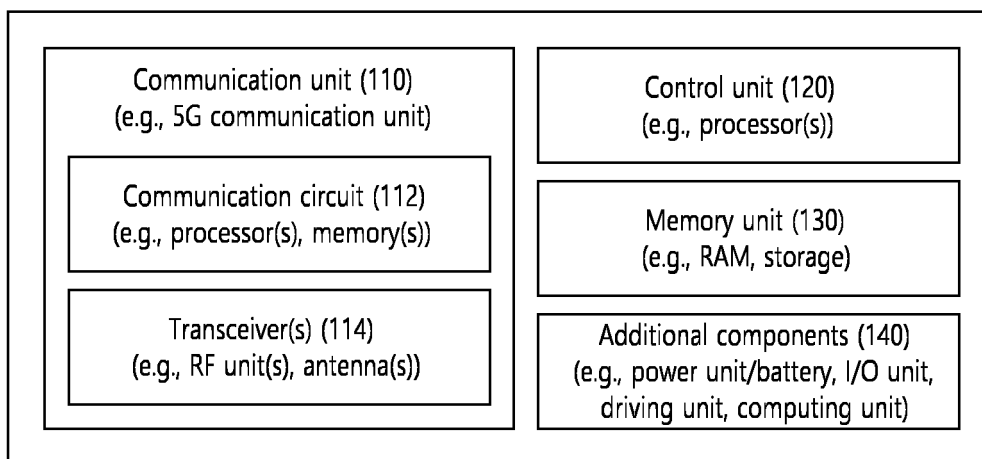 Communication unit (110)
(e.g., 5G communication unit)
Communication circuit (112)
(e.g., processor(s), memory(s))
Transceiver(s) (114)
(e.g., RF unit(s), antenna(s))
Control unit (120)
(e.g., processor(s))
Memory unit (130)
(e.g., RAM, storage)
Additional components (140)
(e.g., power unit/battery, I/O unit,
driving unit, computing unit)